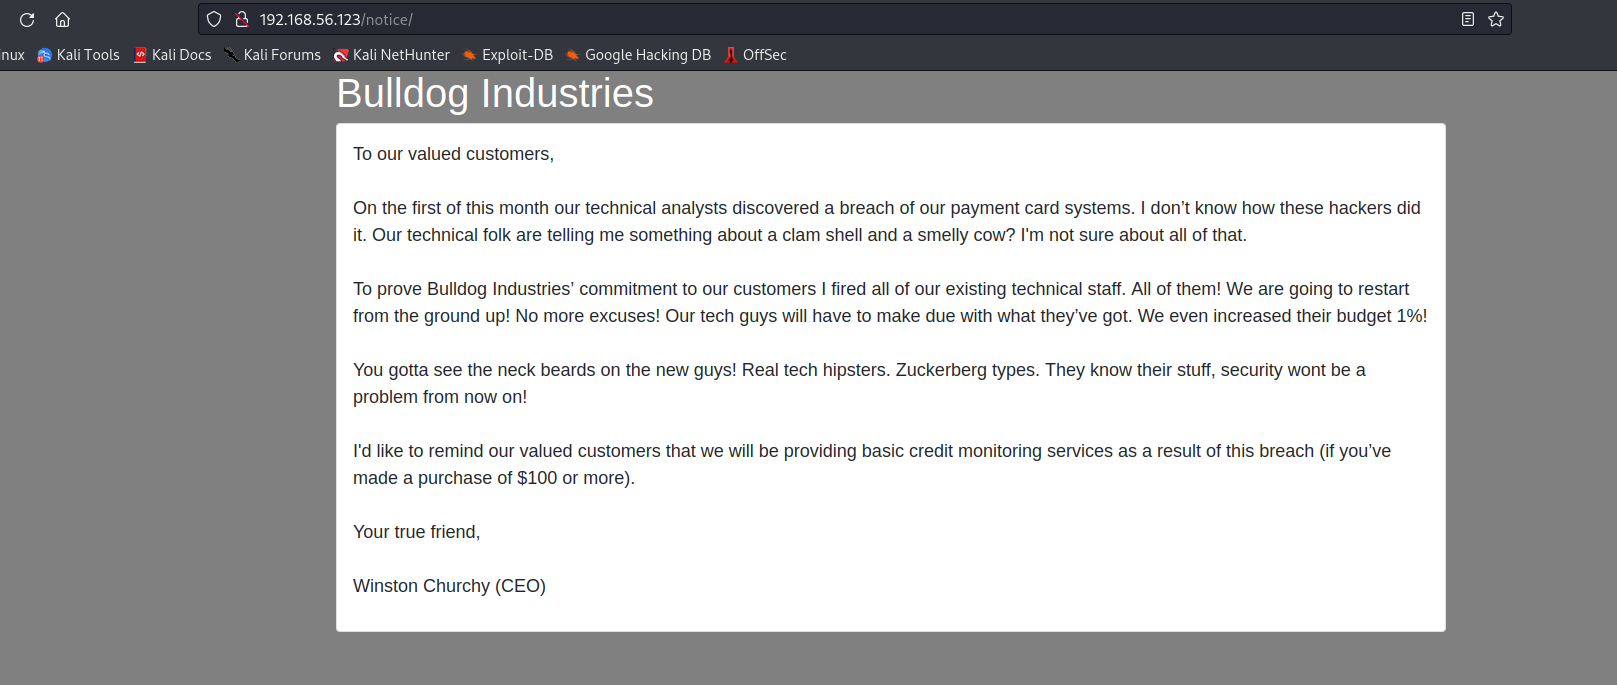 192.168.56.123/notice/
inux Kali Tools Kali Docs Kali Forums Kali NetHunter Exploit-DB Google Hacking DB OffSec
Bulldog Industries
To our valued customers,
On the first of this month our technical analysts discovered a breach of our payment card systems. I don’t know how these hackers did
it. Our technical folk are telling me something about a clam shell and a smelly cow? I'm not sure about all of that.
To prove Bulldog Industries’ commitment to our customers I fired all of our existing technical staff. All of them! We are going to restart
from the ground up! No more excuses! Our tech guys will have to make due with what they’ve got. We even increased their budget 1%!
You gotta see the neck beards on the new guys! Real tech hipsters. Zuckerberg types. They know their stuff, security wont be a
problem from now on!
I'd like to remind our valued customers that we will be providing basic credit monitoring services as a result of this breach (if you’ve
made a purchase of $100 or more).
Your true friend,
Winston Churchy (CEO)